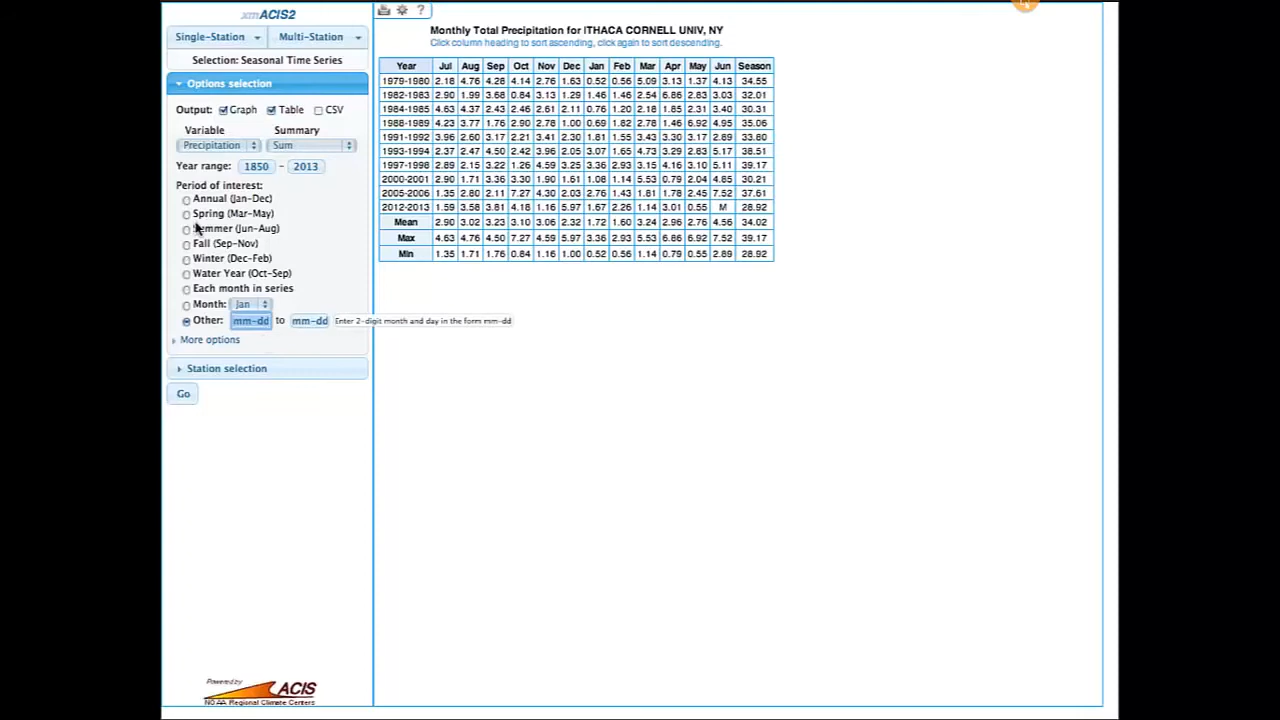 xmACIS2
Single-Station
Multi-Station
Selection: Seasonal Time Series
Options selection
Output: Graph Table CSV
Variable Summary
Precipitation Sum
Year range: 1850 - 2013
Period of interest:
Annual (Jan-Dec)
Spring (Mar-May)
Summer (Jun-Aug)
Fall (Sep-Nov)
Winter (Dec-Feb)
Water Year (Oct-Sep)
Each month in series
Month: Jan
Other: mm-dd to mm-dd Enter 2-digit month and day in the form mm-dd
More options
Station selection
Go
Powered by
ACIS
NOAA Regional Climate Centers
?
Monthly Total Precipitation for ITHACA CORNELL UNIV, NY
Click column heading to sort ascending, click again to sort descending.
Year Jul Aug Sep Oct Nov Dec Jan Feb Mar Apr May Jun Season
1979-1980 2.18 4.76 4.28 4.14 2.76 1.63 0.52 0.56 5.09 3.13 1.37 4.13 34.55
1982-1983 2.90 1.99 3.68 0.84 3.13 1.29 1.46 1.46 2.54 6.86 2.83 3.03 32.01
1984-1985 4.63 4.37 2.43 2.46 2.61 2.11 0.76 1.20 2.18 1.85 2.31 3.40 30.31
1988-1989 4.23 3.77 1.76 2.90 2.78 1.00 0.69 1.82 2.78 1.46 6.92 4.95 35.06
1991-1992 3.96 2.60 3.17 2.21 3.41 2.30 1.81 1.55 3.43 3.30 3.17 2.89 33.80
1993-1994 2.37 2.47 4.50 2.42 3.96 2.05 3.07 1.65 4.73 3.29 2.83 5.17 38.51
1997-1998 2.89 2.15 3.22 1.26 4.59 3.25 3.36 2.93 3.15 4.16 3.10 5.11 39.17
2000-2001 2.90 1.71 3.36 3.30 1.90 1.61 1.08 1.14 5.53 0.79 2.04 4.85 30.21
2005-2006 1.35 2.80 2.11 7.27 4.30 2.03 2.76 1.43 1.81 1.78 2.45 7.52 37.61
2012-2013 1.59 3.58 3.81 4.18 1.16 5.97 1.67 2.26 1.14 3.01 0.55 M 28.92
Mean 2.90 3.02 3.23 3.10 3.06 2.32 1.72 1.60 3.24 2.96 2.76 4.56 34.02
Max 4.63 4.76 4.50 7.27 4.59 5.97 3.36 2.93 5.53 6.86 6.92 7.52 39.17
Min 1.35 1.71 1.76 0.84 1.16 1.00 0.52 0.56 1.14 0.79 0.55 2.89 28.92